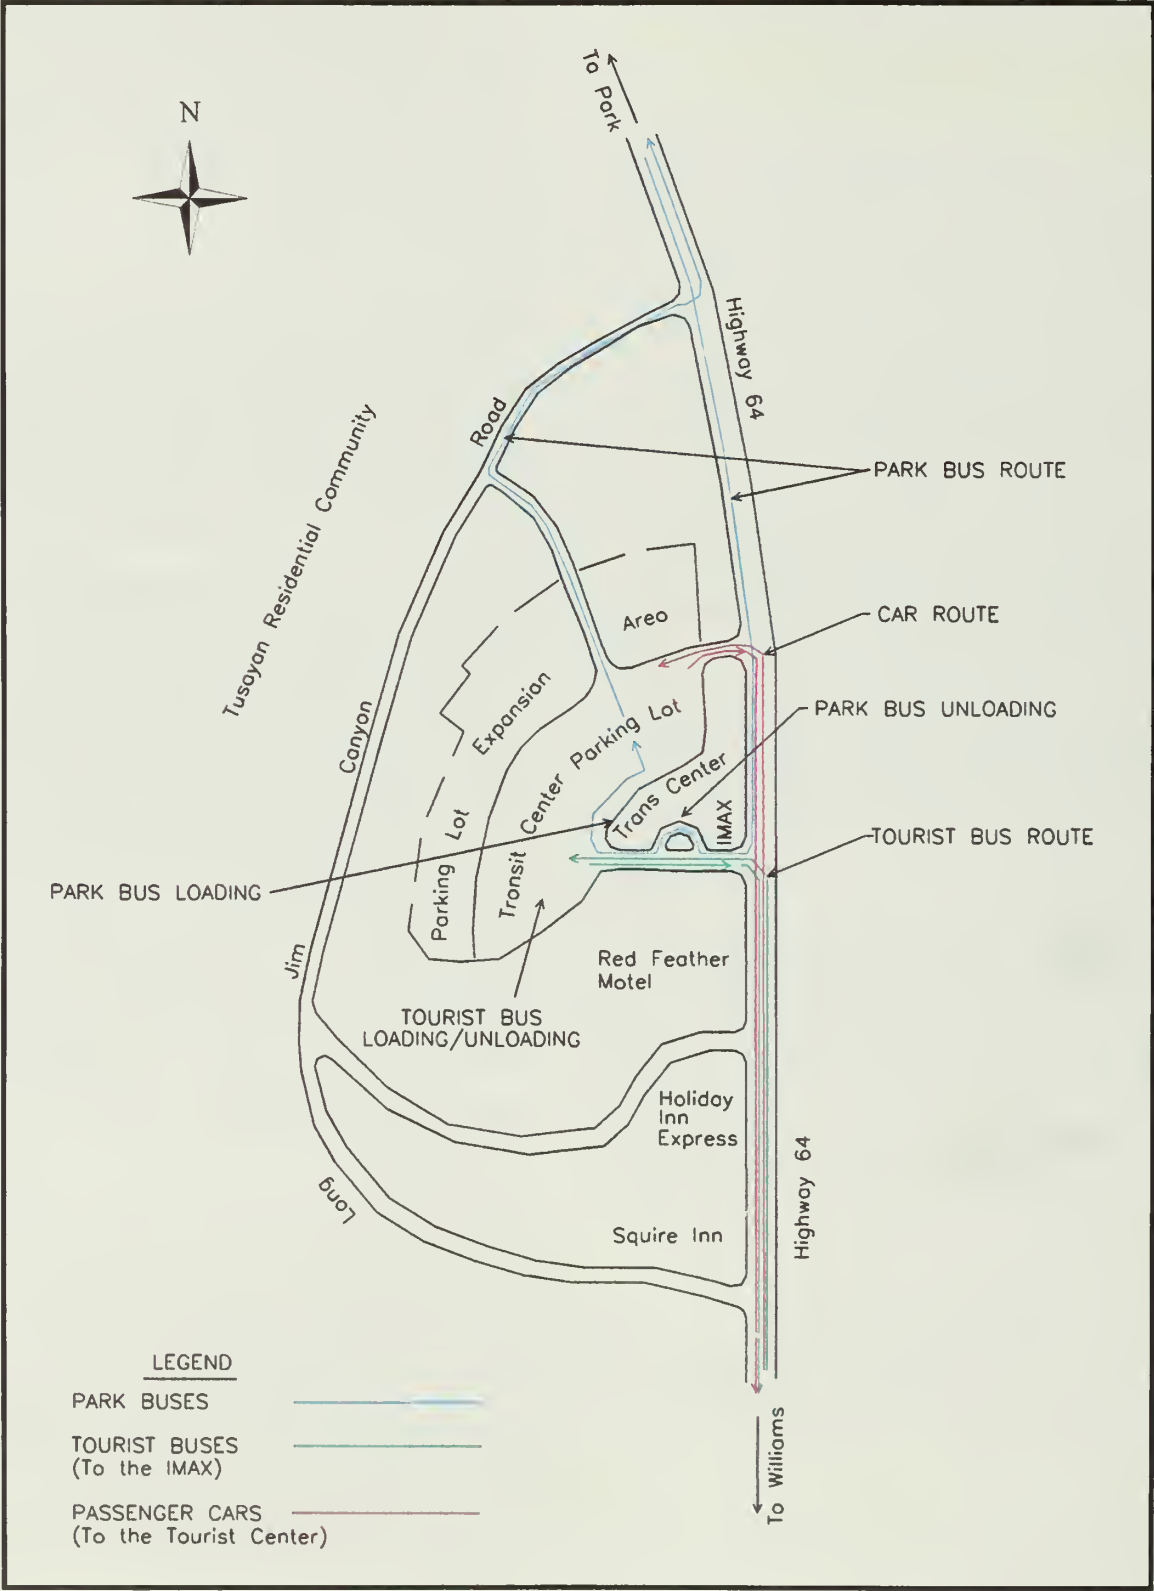 N
To Park
Highway 64
Road
Tusayan Residential Community
PARK BUS ROUTE
Area
CAR ROUTE
Expansion
Parking Lot
Canyon
PARK BUS UNLOADING
Transit Center Parking Lot
Trans Center
IMAX
TOURIST BUS ROUTE
PARK BUS LOADING
Jim
Red Feather
Motel
TOURIST BUS
LOADING/UNLOADING
Holiday
Inn
Express
Highway 64
Long
Squire Inn
LEGEND
PARK BUSES
TOURIST BUSES
(To the IMAX)
PASSENGER CARS
(To the Tourist Center)
To Williams